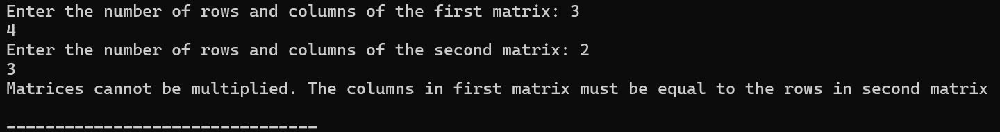 Enter the number of rows and columns of the first matrix: 3
4
Enter the number of rows and columns of the second matrix: 2
3
Matrices cannot be multiplied. The columns in first matrix must be equal to the rows in second matrix
--------------------------------